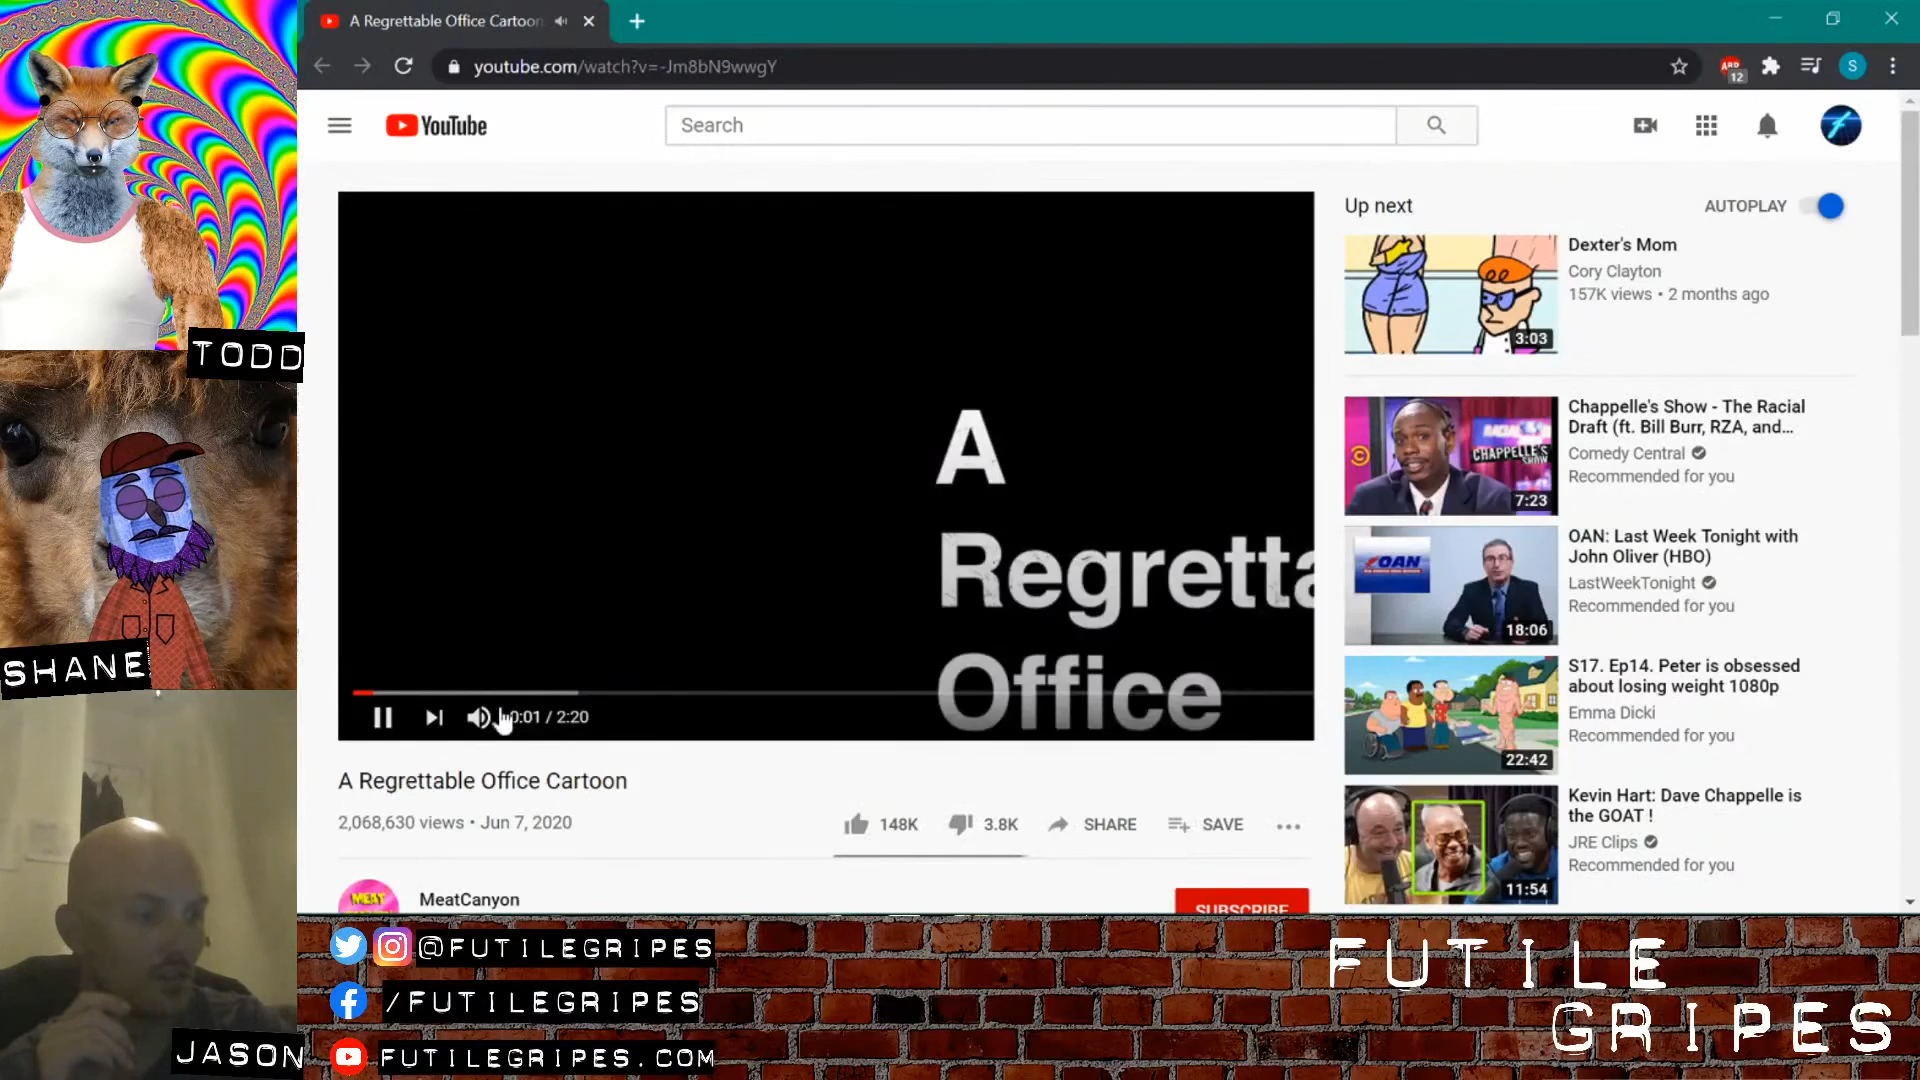 A Regrettable Office Cartoon
youtube.com/watch?v=-Jm8bN9wwgY
12
S
YouTube
Search
A
Regretta
Office
0:01 / 2:20
Up next
AUTOPLAY
Dexter's Mom
Cory Clayton
157K views • 2 months ago
3:03
Chappelle's Show - The Racial
Draft (ft. Bill Burr, RZA, and...
Comedy Central
Recommended for you
CHAPPELLE'S
SHOW
7:23
OAN: Last Week Tonight with
John Oliver (HBO)
LastWeekTonight
Recommended for you
OAN
18:06
S17. Ep14. Peter is obsessed
about losing weight 1080p
Emma Dicki
Recommended for you
22:42
Kevin Hart: Dave Chappelle is
the GOAT !
JRE Clips
Recommended for you
11:54
A Regrettable Office Cartoon
2,068,630 views • Jun 7, 2020
148K
3.8K
SHARE
SAVE
MEAT
MeatCanyon
SUBSCRIBE
TODD
SHANE
JASON
@FUTILEGRIPES
/FUTILEGRIPES
FUTILEGRIPES.COM
FUTILE
GRIPES